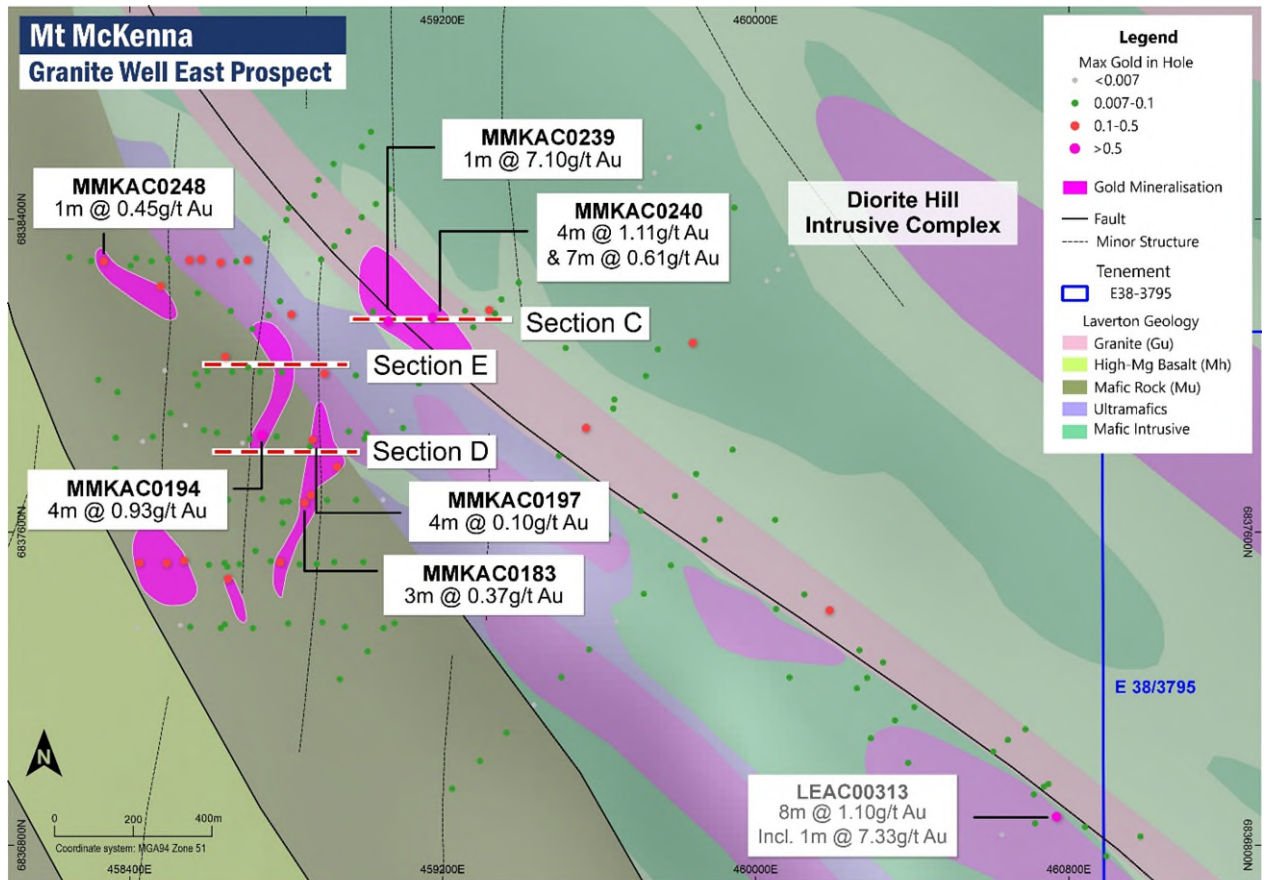 Mt McKenna
Granite Well East Prospect
459200E
460000E
Legend
Max Gold in Hole
<0.007
0.007-0.1
0.1-0.5
>0.5
Gold Mineralisation
Fault
Minor Structure
Tenement
E38-3795
Laverton Geology
Granite (Gu)
High-Mg Basalt (Mh)
Mafic Rock (Mu)
Ultramafics
Mafic Intrusive
MMKAC0239
1m @ 7.10g/t Au
MMKAC0248
1m @ 0.45g/t Au
MMKAC0240
4m @ 1.11g/t Au
& 7m @ 0.61g/t Au
Diorite Hill
Intrusive Complex
6838400N
6838400N
Section C
Section E
Section D
MMKAC0194
4m @ 0.93g/t Au
MMKAC0197
4m @ 0.10g/t Au
MMKAC0183
3m @ 0.37g/t Au
6837600N
6837600N
E 38/3795
N
LEAC00313
8m @ 1.10g/t Au
Incl. 1m @ 7.33g/t Au
0 200 400m
Coordinate system: MGA94 Zone 51
6836800N
6836800N
458400E
459200E
460000E
460800E